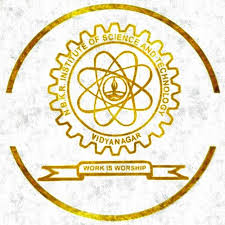 N.B.K.R. INSTITUTE OF SCIENCE AND TECHNOLOGY
VIDYANAGAR
WORK IS WORSHIP